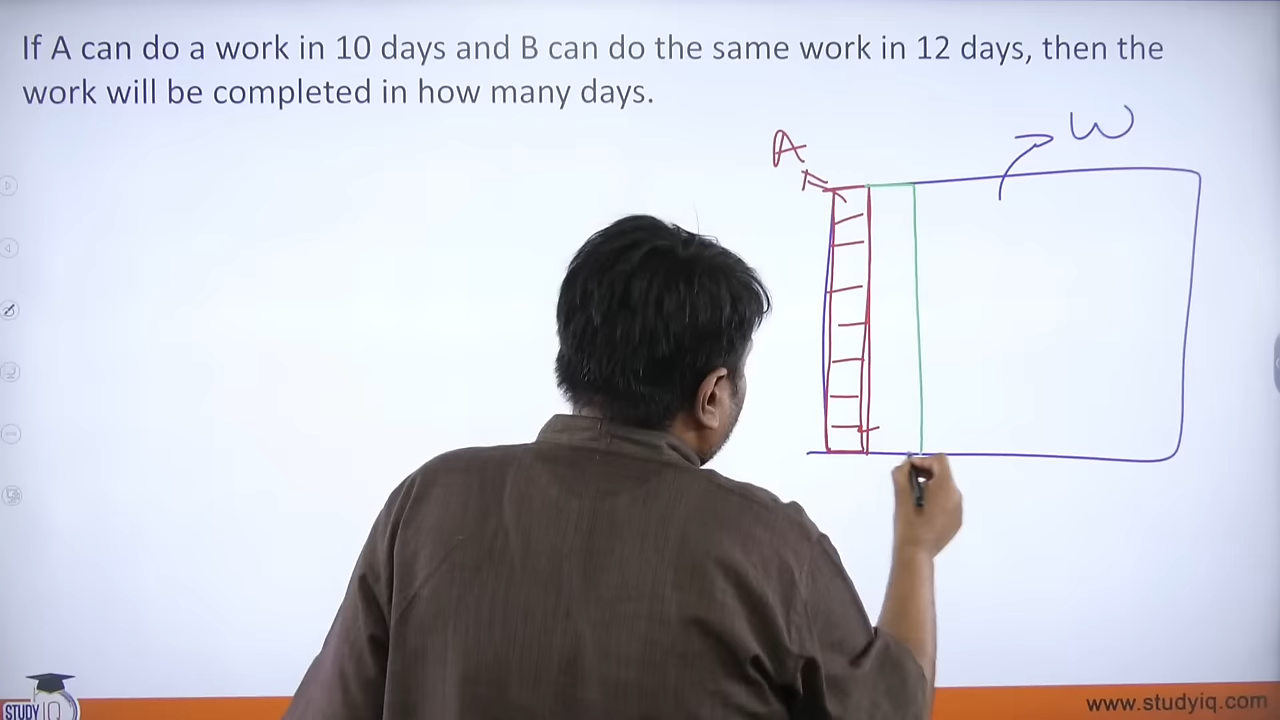 If A can do a work in 10 days and B can do the same work in 12 days, then the
work will be completed in how many days.
W
A
STUDY IQ
www.studyiq.com